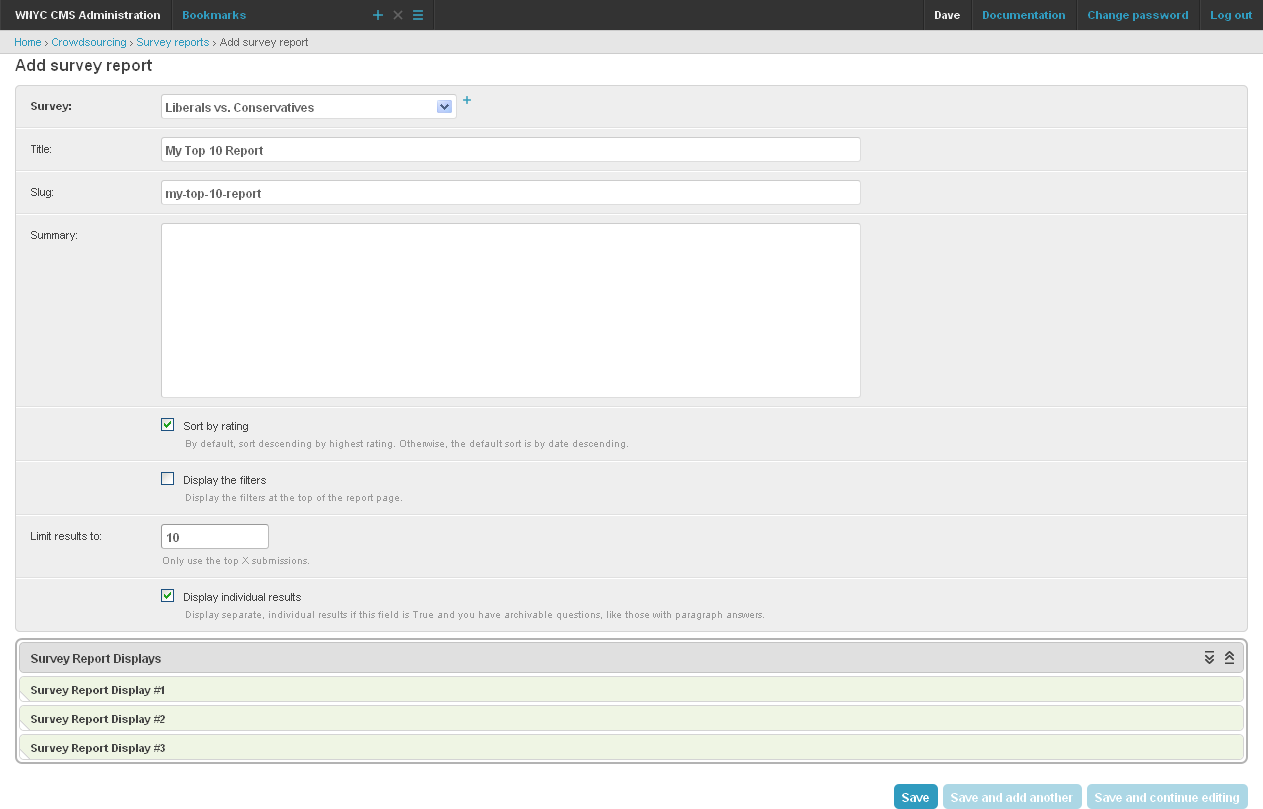 WNYC CMS Administration Bookmarks Dave Documentation Change password Log out
Home › Crowdsourcing › Survey reports › Add survey report
Add survey report
Survey: Liberals vs. Conservatives
Title: My Top 10 Report
Slug: my-top-10-report
Summary:
Sort by rating
By default, sort descending by highest rating. Otherwise, the default sort is by date descending.
Display the filters
Display the filters at the top of the report page.
Limit results to: 10
Only use the top X submissions.
Display individual results
Display separate, individual results if this field is True and you have archivable questions, like those with paragraph answers.
Survey Report Displays
Survey Report Display #1
Survey Report Display #2
Survey Report Display #3
Save Save and add another Save and continue editing